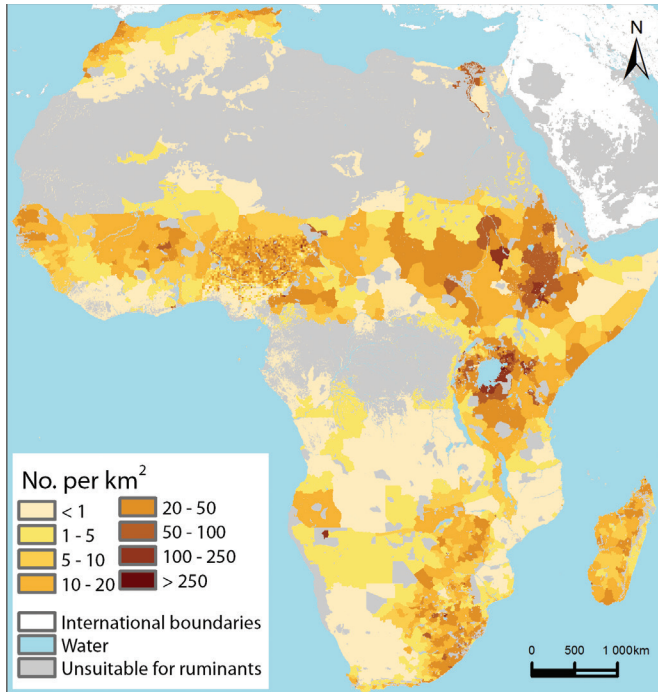 N
No. per km²
< 1
1 - 5
5 - 10
10 - 20
20 - 50
50 - 100
100 - 250
> 250
International boundaries
Water
Unsuitable for ruminants
0 500 1 000km